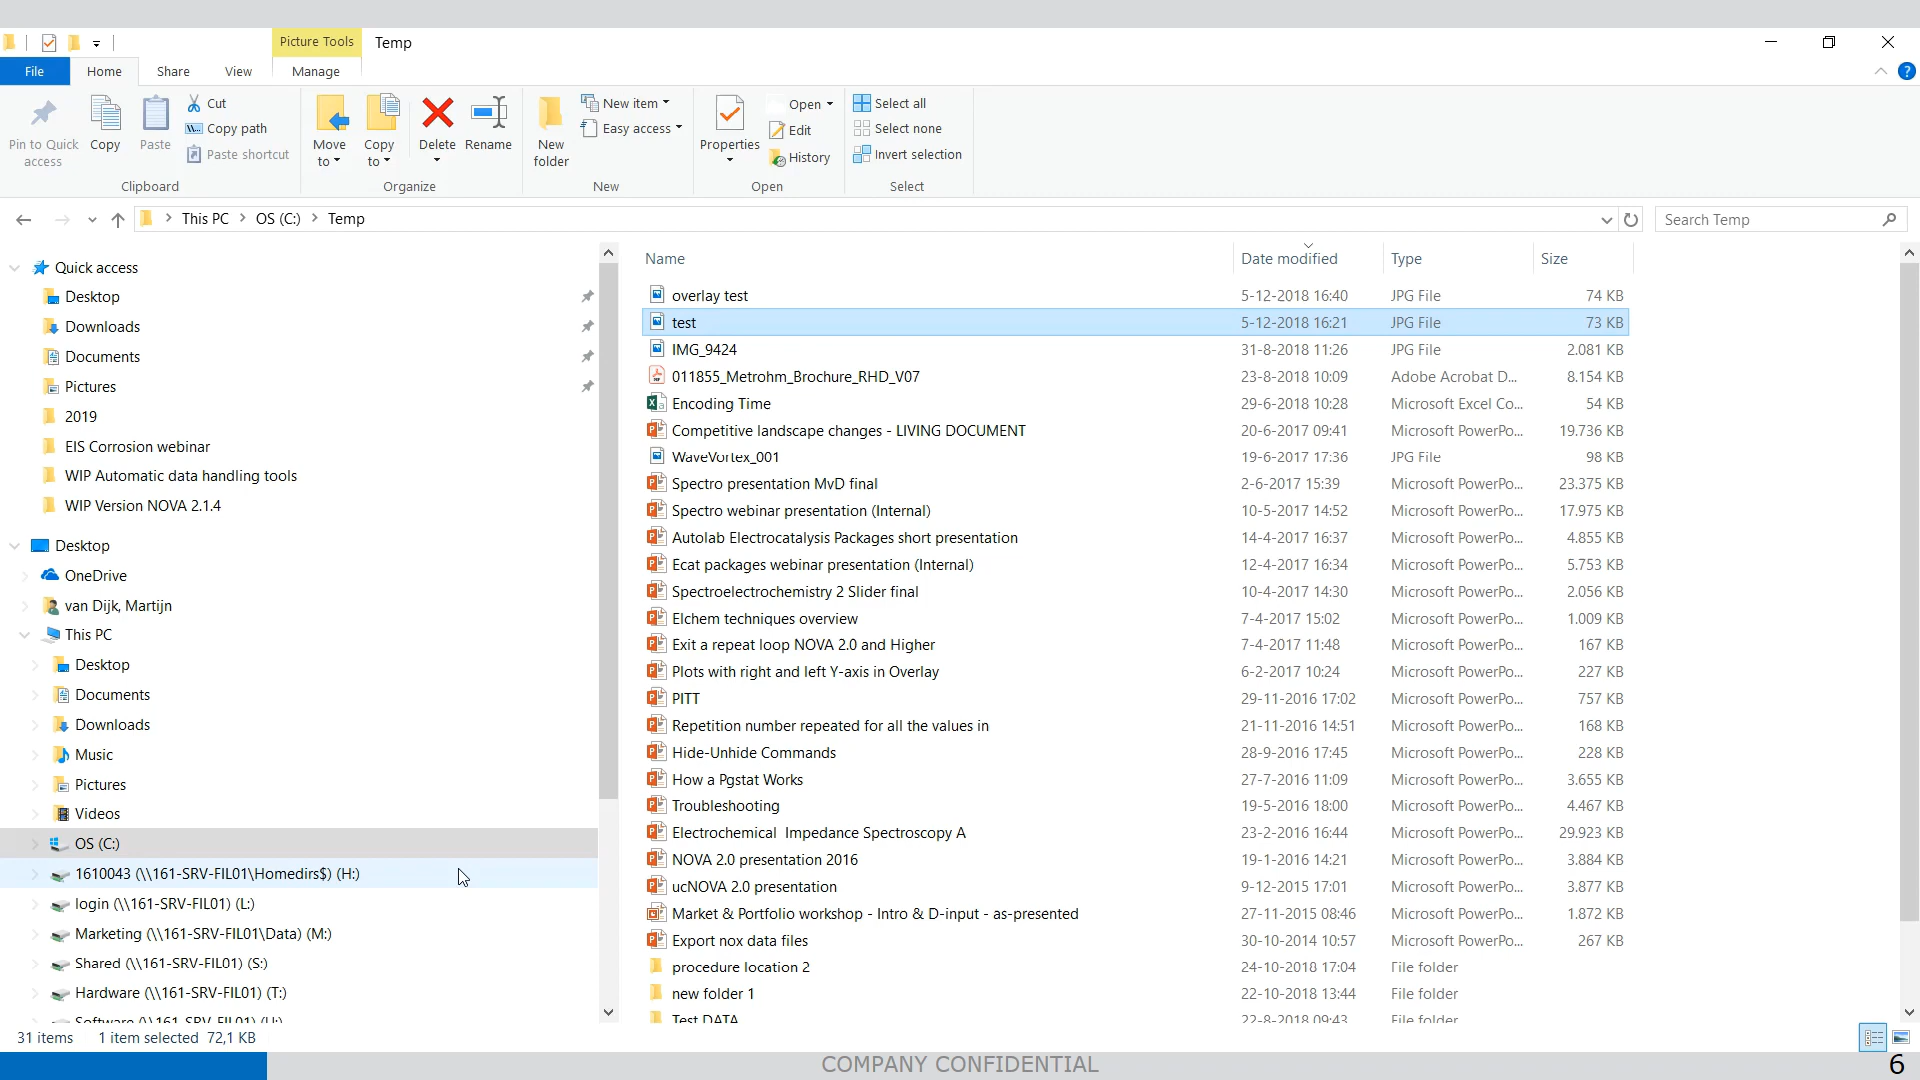 Picture Tools Temp
File Home Share View Manage
Pin to Quick access
Copy
Paste
Cut
Copy path
Paste shortcut
Clipboard
Move to
Copy to
Delete
Rename
Organize
New folder
New item
Easy access
New
Properties
Open
Edit
History
Open
Select all
Select none
Invert selection
Select
This PC > OS (C:) > Temp
Search Temp
Quick access
Desktop
Downloads
Documents
Pictures
2019
EIS Corrosion webinar
WIP Automatic data handling tools
WIP Version NOVA 2.1.4
Desktop
OneDrive
van Dijk, Martijn
This PC
Desktop
Documents
Downloads
Music
Pictures
Videos
OS (C:)
1610043 (\\161-SRV-FIL01\Homedirs$) (H:)
login (\\161-SRV-FIL01) (L:)
Marketing (\\161-SRV-FIL01\Data) (M:)
Shared (\\161-SRV-FIL01) (S:)
Hardware (\\161-SRV-FIL01) (T:)
Software (\\161-SRV-FIL01) (U:)
Name Date modified Type Size
overlay test 5-12-2018 16:40 JPG File 74 KB
test 5-12-2018 16:21 JPG File 73 KB
IMG_9424 31-8-2018 11:26 JPG File 2.081 KB
011855_Metrohm_Brochure_RHD_V07 23-8-2018 10:09 Adobe Acrobat D... 8.154 KB
Encoding Time 29-6-2018 10:28 Microsoft Excel Co... 54 KB
Competitive landscape changes - LIVING DOCUMENT 20-6-2017 09:41 Microsoft PowerPo... 19.736 KB
WaveVortex_001 19-6-2017 17:36 JPG File 98 KB
Spectro presentation MvD final 2-6-2017 15:39 Microsoft PowerPo... 23.375 KB
Spectro webinar presentation (Internal) 10-5-2017 14:52 Microsoft PowerPo... 17.975 KB
Autolab Electrocatalysis Packages short presentation 14-4-2017 16:37 Microsoft PowerPo... 4.855 KB
Ecat packages webinar presentation (Internal) 12-4-2017 16:34 Microsoft PowerPo... 5.753 KB
Spectroelectrochemistry 2 Slider final 10-4-2017 14:30 Microsoft PowerPo... 2.056 KB
Elchem techniques overview 7-4-2017 15:02 Microsoft PowerPo... 1.009 KB
Exit a repeat loop NOVA 2.0 and Higher 7-4-2017 11:48 Microsoft PowerPo... 167 KB
Plots with right and left Y-axis in Overlay 6-2-2017 10:24 Microsoft PowerPo... 227 KB
PITT 29-11-2016 17:02 Microsoft PowerPo... 757 KB
Repetition number repeated for all the values in 21-11-2016 14:51 Microsoft PowerPo... 168 KB
Hide-Unhide Commands 28-9-2016 17:45 Microsoft PowerPo... 228 KB
How a Pgstat Works 27-7-2016 11:09 Microsoft PowerPo... 3.655 KB
Troubleshooting 19-5-2016 18:00 Microsoft PowerPo... 4.467 KB
Electrochemical Impedance Spectroscopy A 23-2-2016 16:44 Microsoft PowerPo... 29.923 KB
NOVA 2.0 presentation 2016 19-1-2016 14:21 Microsoft PowerPo... 3.884 KB
ucNOVA 2.0 presentation 9-12-2015 17:01 Microsoft PowerPo... 3.877 KB
Market & Portfolio workshop - Intro & D-input - as-presented 27-11-2015 08:46 Microsoft PowerPo... 1.872 KB
Export nox data files 30-10-2014 10:57 Microsoft PowerPo... 267 KB
procedure location 2 24-10-2018 17:04 File folder
new folder 1 22-10-2018 13:44 File folder
Test DATA 22-8-2018 09:43 File folder
31 items 1 item selected 72,1 KB
COMPANY CONFIDENTIAL
6